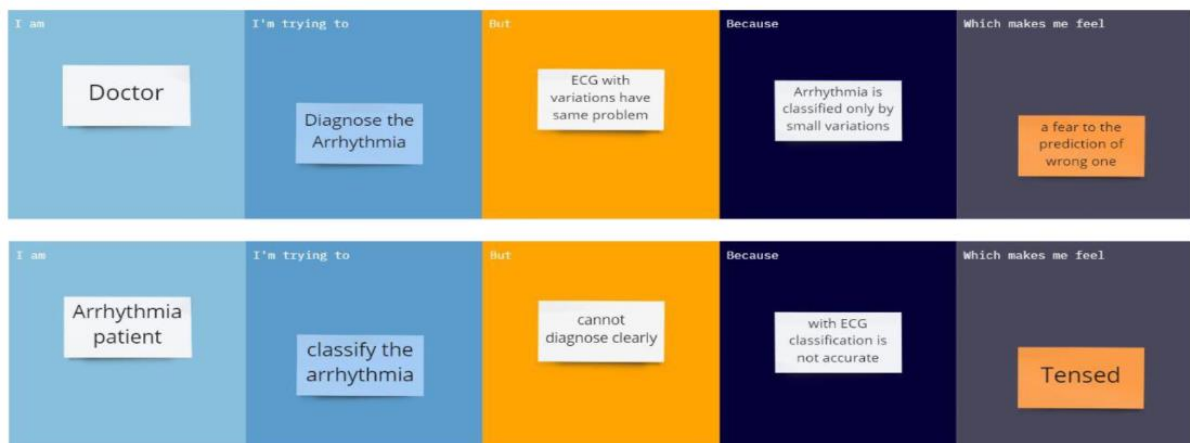 I am
Doctor
I'm trying to
Diagnose the
Arrhythmia
But
ECG with
variations have
same problem
Because
Arrhythmia is
classified only by
small variations
Which makes me feel
a fear to the
prediction of
wrong one
I am
Arrhythmia
patient
I'm trying to
classify the
arrhythmia
But
cannot
diagnose clearly
Because
with ECG
classification is
not accurate
Which makes me feel
Tensed